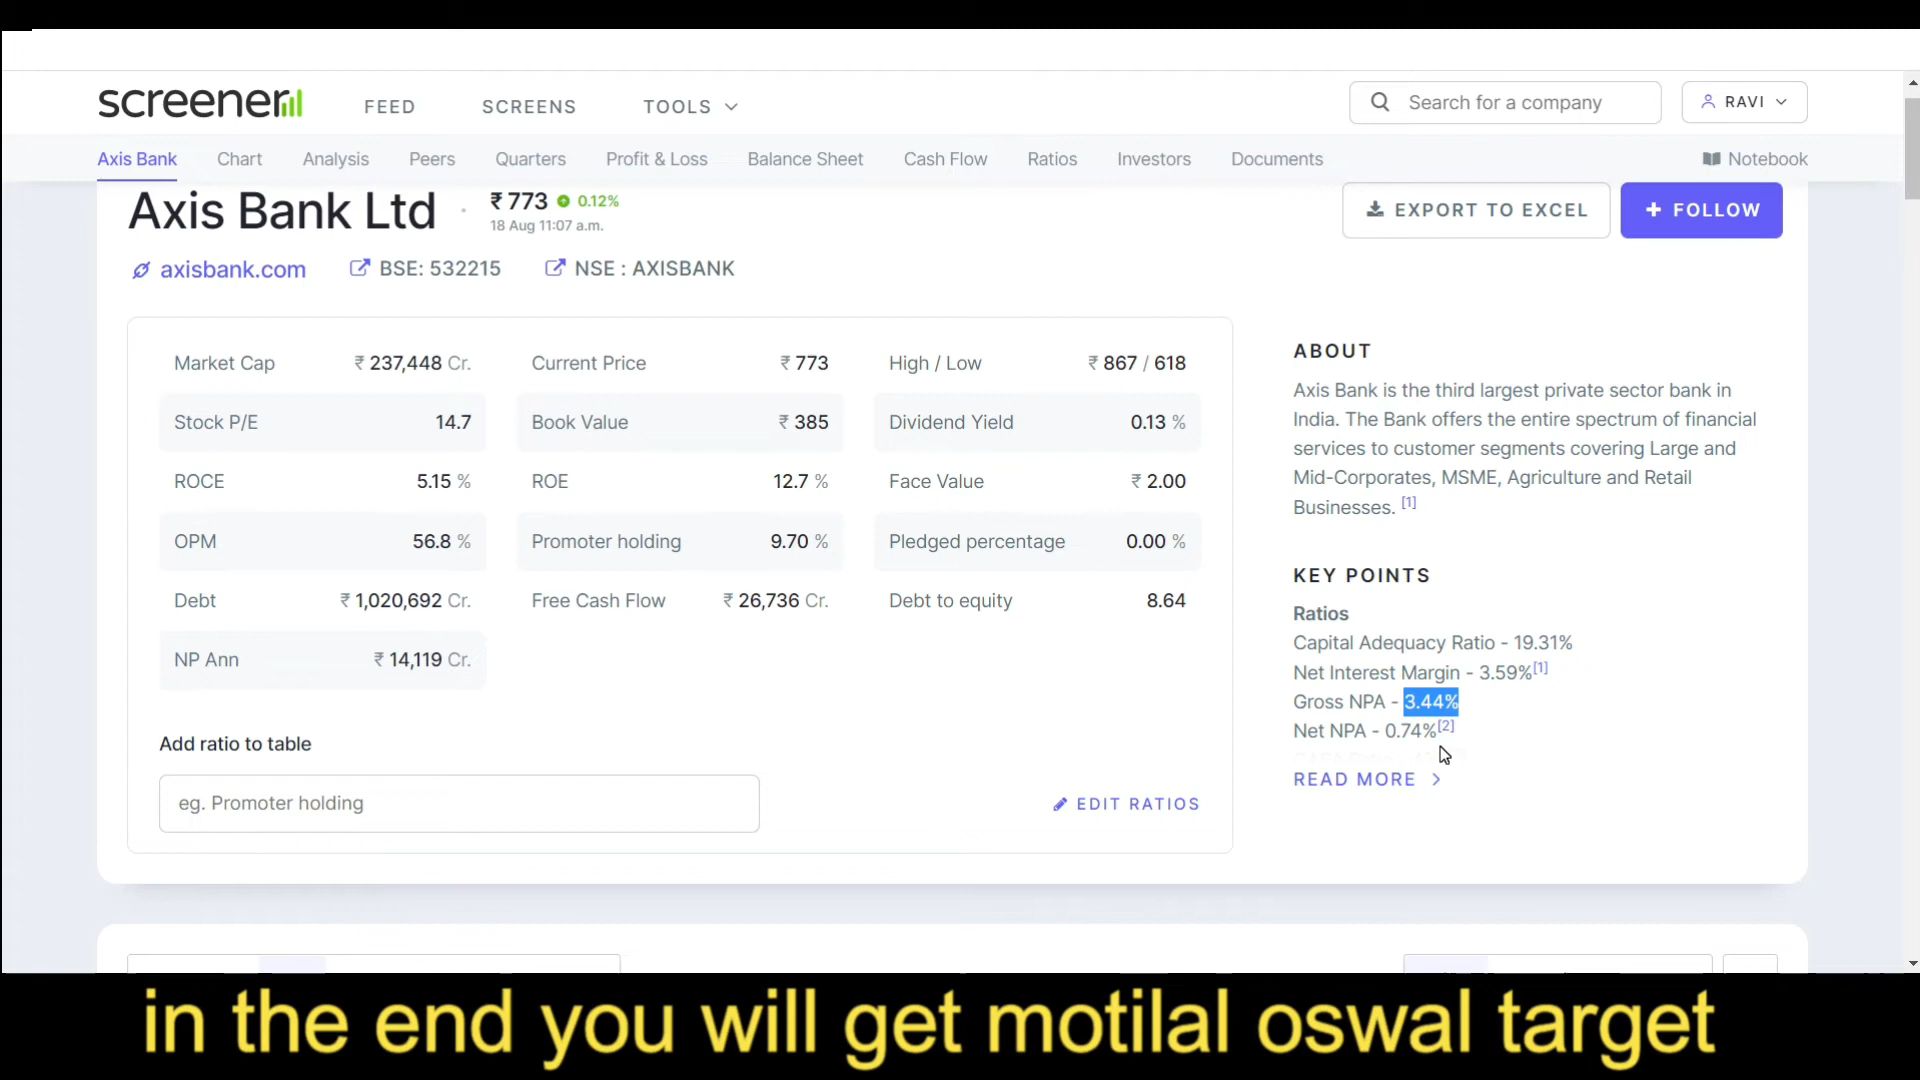 screener
FEED SCREENS TOOLS
Search for a company
RAVI
Axis Bank Chart Analysis Peers Quarters Profit & Loss Balance Sheet Cash Flow Ratios Investors Documents Notebook
Axis Bank Ltd · ₹ 773 0.12%
18 Aug 11:07 a.m.
EXPORT TO EXCEL
+ FOLLOW
axisbank.com BSE: 532215 NSE : AXISBANK
Market Cap ₹ 237,448 Cr. Current Price ₹ 773 High / Low ₹ 867 / 618
Stock P/E 14.7 Book Value ₹ 385 Dividend Yield 0.13 %
ROCE 5.15 % ROE 12.7 % Face Value ₹ 2.00
OPM 56.8 % Promoter holding 9.70 % Pledged percentage 0.00 %
Debt ₹ 1,020,692 Cr. Free Cash Flow ₹ 26,736 Cr. Debt to equity 8.64
NP Ann ₹ 14,119 Cr.
Add ratio to table
eg. Promoter holding
EDIT RATIOS
ABOUT
Axis Bank is the third largest private sector bank in
India. The Bank offers the entire spectrum of financial
services to customer segments covering Large and
Mid-Corporates, MSME, Agriculture and Retail
Businesses. [1]
KEY POINTS
Ratios
Capital Adequacy Ratio - 19.31%
Net Interest Margin - 3.59%[1]
Gross NPA - 3.44%
Net NPA - 0.74%[2]
READ MORE
in the end you will get motilal oswal target